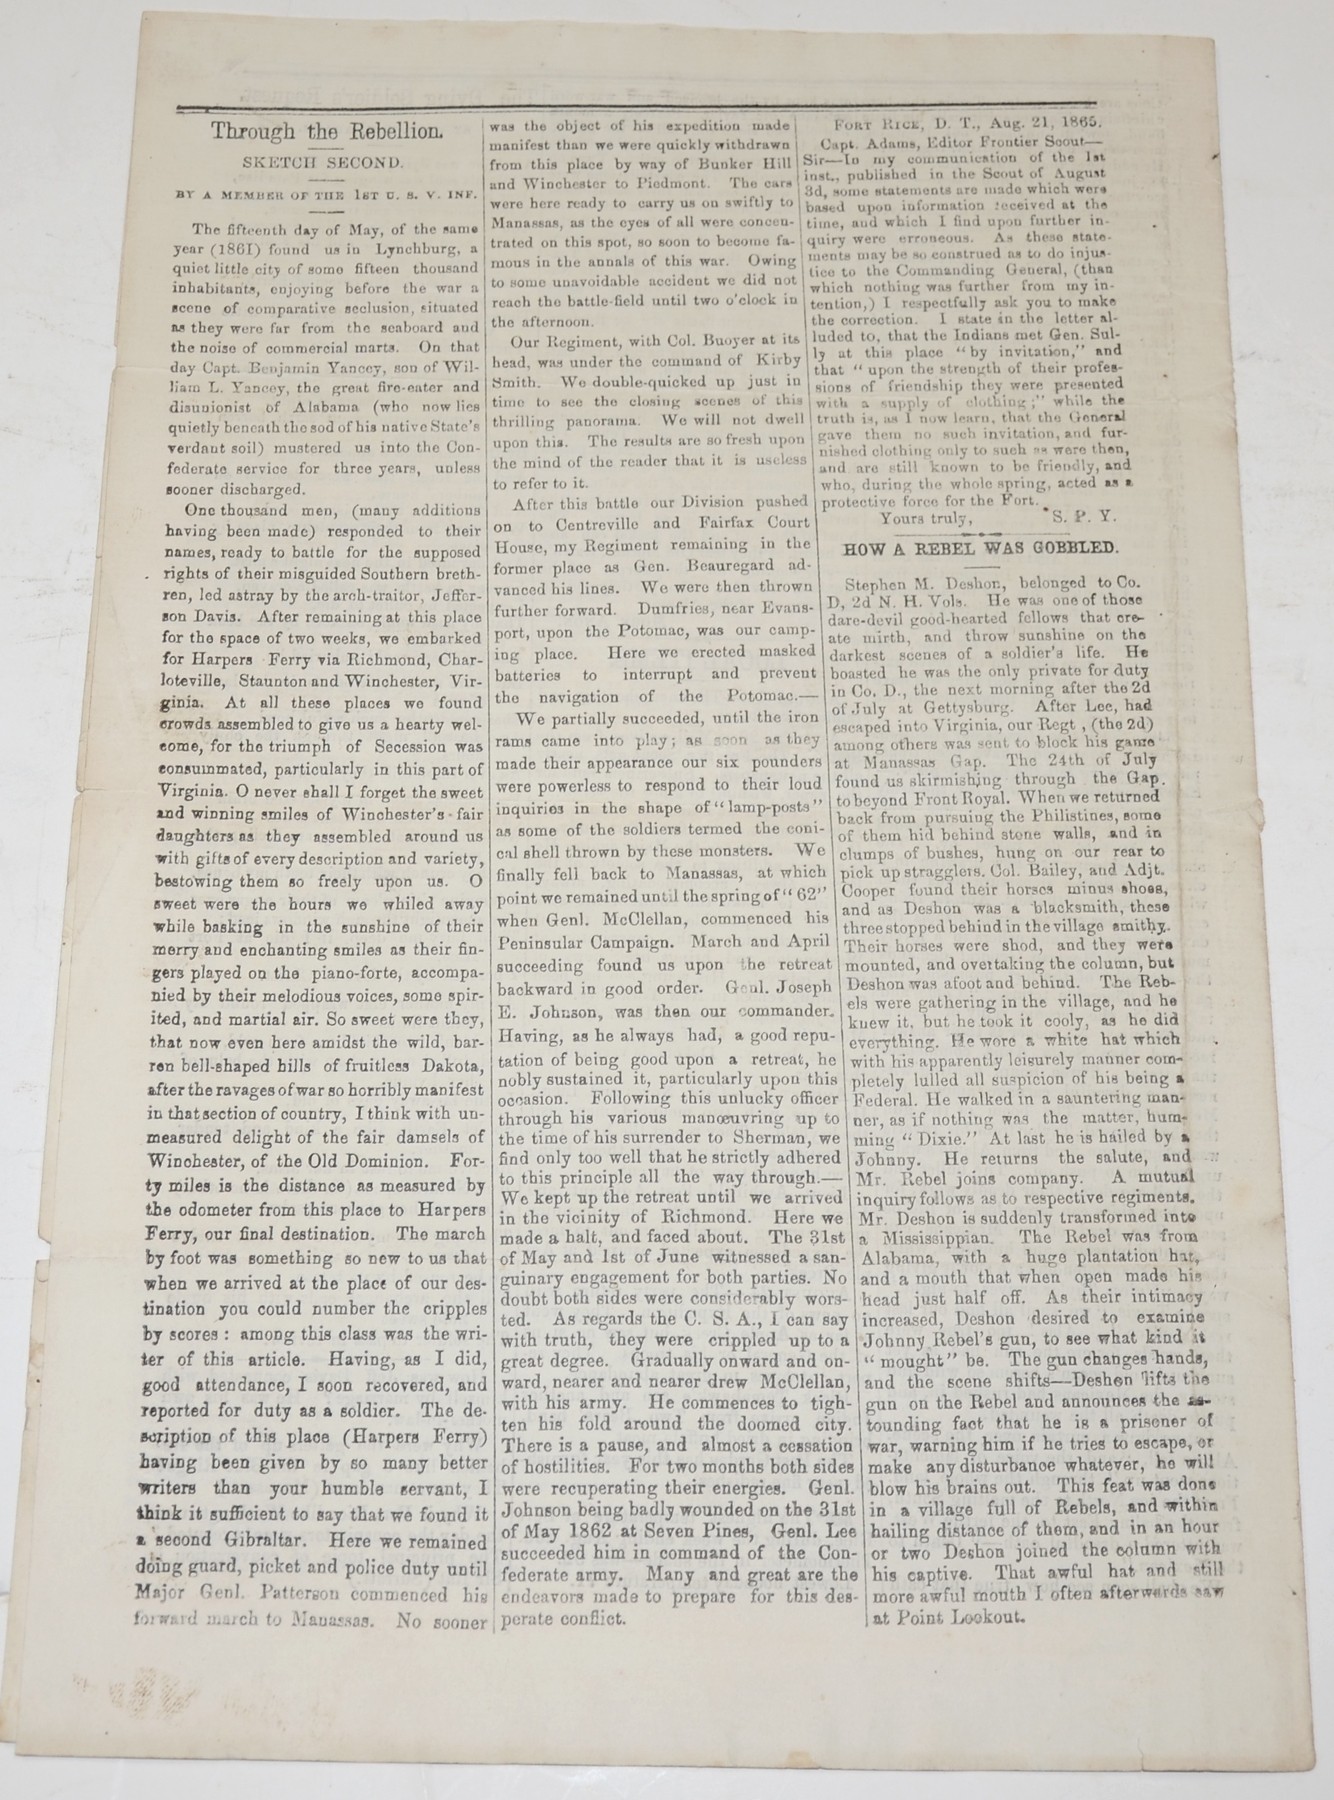 Through the Rebellion.
SKETCH SECOND.
BY A MEMBER OF THE 1ST U. S. V. INF.
The fifteenth day of May, of the same
year (1861) found us in Lynchburg, a
quiet little city of some fifteen thousand
inhabitants, enjoying before the war a
scene of comparative seclusion, situated
as they were far from the seaboard and
the noise of commercial marts. On that
day Capt. Benjamin Yancey, son of Wil-
liam L. Yancey, the great fire-eater and
disunionist of Alabama (who now lies
quietly beneath the sod of his native State's
verdant soil) mustered us into the Con-
federate service for three years, unless
sooner discharged.
One thousand men, (many additions
having been made) responded to their
names, ready to battle for the supposed
rights of their misguided Southern breth-
ren, led astray by the arch-traitor, Jeffer-
son Davis. After remaining at this place
for the space of two weeks, we embarked
for Harpers Ferry via Richmond, Char-
loteville, Staunton and Winchester, Vir-
ginia. At all these places we found
crowds assembled to give us a hearty wel-
come, for the triumph of Secession was
consummated, particularly in this part of
Virginia. O never shall I forget the sweet
and winning smiles of Winchester's fair
daughters as they assembled around us
with gifts of every description and variety,
bestowing them so freely upon us. O
sweet were the hours we whiled away
while basking in the sunshine of their
merry and enchanting smiles as their fin-
gers played on the piano-forte, accompa-
nied by their melodious voices, some spir-
ited, and martial air. So sweet were they,
that now even here amidst the wild, bar-
ren bell-shaped hills of fruitless Dakota,
after the ravages of war so horribly manifest
in that section of country, I think with un-
measured delight of the fair damsels of
Winchester, of the Old Dominion. For-
ty miles is the distance as measured by
the odometer from this place to Harpers
Ferry, our final destination. The march
by foot was something so new to us that
when we arrived at the place of our des-
tination you could number the cripples
by scores : among this class was the wri-
ter of this article. Having, as I did,
good attendance, I soon recovered, and
reported for duty as a soldier. The de-
scription of this place (Harpers Ferry)
having been given by so many better
writers than your humble servant, I
think it sufficient to say that we found it
a second Gibraltar. Here we remained
doing guard, picket and police duty until
Major Genl. Patterson commenced his
forward march to Manassas. No sooner
was the object of his expedition made
manifest than we were quickly withdrawn
from this place by way of Bunker Hill
and Winchester to Piedmont. The cars
were here ready to carry us on swiftly to
Manassas, as the eyes of all were concen-
trated on this spot, so soon to become fa-
mous in the annals of this war. Owing
to some unavoidable accident we did not
reach the battle-field until two o'clock in
the afternoon.
Our Regiment, with Col. Buoyer at its
head, was under the command of Kirby
Smith. We double-quicked up just in
time to see the closing scenes of this
thrilling panorama. We will not dwell
upon this. The results are so fresh upon
the mind of the reader that it is useless
to refer to it.
After this battle our Division pushed
on to Centreville and Fairfax Court
House, my Regiment remaining in the
former place as Gen. Beauregard ad-
vanced his lines. We were then thrown
further forward. Dumfries, near Evans-
port, upon the Potomac, was our camp-
ing place. Here we erected masked
batteries to interrupt and prevent
the navigation of the Potomac.—
We partially succeeded, until the iron
rams came into play; as soon as they
made their appearance our six pounders
were powerless to respond to their loud
inquiries in the shape of "lamp-posts"
as some of the soldiers termed the coni-
cal shell thrown by these monsters. We
finally fell back to Manassas, at which
point we remained until the spring of "62"
when Genl. McClellan, commenced his
Peninsular Campaign. March and April
succeeding found us upon the retreat
backward in good order. Genl. Joseph
E. Johnson, was then our commander.
Having, as he always had, a good repu-
tation of being good upon a retreat, he
nobly sustained it, particularly upon this
occasion. Following this unlucky officer
through his various manœuvring up to
the time of his surrender to Sherman, we
find only too well that he strictly adhered
to this principle all the way through.—
We kept up the retreat until we arrived
in the vicinity of Richmond. Here we
made a halt, and faced about. The 31st
of May and 1st of June witnessed a san-
guinary engagement for both parties. No
doubt both sides were considerably wors-
ted. As regards the C. S. A., I can say
with truth, they were crippled up to a
great degree. Gradually onward and on-
ward, nearer and nearer drew McClellan,
with his army. He commences to tigh-
ten his fold around the doomed city.
There is a pause, and almost a cessation
of hostilities. For two months both sides
were recuperating their energies. Genl.
Johnson being badly wounded on the 31st
of May 1862 at Seven Pines, Genl. Lee
succeeded him in command of the Con-
federate army. Many and great are the
endeavors made to prepare for this des-
perate conflict.
FORT RICE, D. T., Aug. 21, 1865.
Capt. Adams, Editor Frontier Scout—
Sir—In my communication of the 1st
inst., published in the Scout of August
3d, some statements are made which were
based upon information received at the
time, and which I find upon further in-
quiry were erroneous. As these state-
ments may be so construed as to do injus-
tice to the Commanding General, (than
which nothing was further from my in-
tention,) I respectfully ask you to make
the correction. I state in the letter al-
luded to, that the Indians met Gen. Sul-
ly at this place "by invitation," and
that "upon the strength of their profes-
sions of friendship they were presented
with a supply of clothing;" while the
truth is, as I now learn, that the General
gave them no such invitation, and fur-
nished clothing only to such as were then,
and are still known to be friendly, and
who, during the whole spring, acted as a
protective force for the Fort.
Yours truly, S. P. Y.
HOW A REBEL WAS GOBBLED.
Stephen M. Deshon, belonged to Co.
D, 2d N. H. Vols. He was one of those
dare-devil good-hearted fellows that cre-
ate mirth, and throw sunshine on the
darkest scenes of a soldier's life. He
boasted he was the only private for duty
in Co. D., the next morning after the 2d
of July at Gettysburg. After Lee, had
escaped into Virginia, our Regt, (the 2d)
among others was sent to block his game
at Manassas Gap. The 24th of July
found us skirmishing through the Gap
to beyond Front Royal. When we returned
back from pursuing the Philistines, some
of them hid behind stone walls, and in
clumps of bushes, hung on our rear to
pick up stragglers. Col. Bailey, and Adjt.
Cooper found their horses minus shoes,
and as Deshon was a blacksmith, these
three stopped behind in the village smithy.
Their horses were shod, and they were
mounted, and overtaking the column, but
Deshon was afoot and behind. The Reb-
els were gathering in the village, and he
knew it, but he took it cooly, as he did
everything. He wore a white hat which
with his apparently leisurely manner com-
pletely lulled all suspicion of his being a
Federal. He walked in a sauntering man-
ner, as if nothing was the matter, hum-
ming "Dixie." At last he is hailed by a
Johnny. He returns the salute, and
Mr. Rebel joins company. A mutual
inquiry follows as to respective regiments.
Mr. Deshon is suddenly transformed into
a Mississippian. The Rebel was from
Alabama, with a huge plantation hat,
and a mouth that when open made his
head just half off. As their intimacy
increased, Deshon desired to examine
Johnny Rebel's gun, to see what kind it
"mought" be. The gun changes hands,
and the scene shifts—Deshon lifts the
gun on the Rebel and announces the as-
tounding fact that he is a prisoner of
war, warning him if he tries to escape, or
make any disturbance whatever, he will
blow his brains out. This feat was done
in a village full of Rebels, and within
hailing distance of them, and in an hour
or two Deshon joined the column with
his captive. That awful hat and still
more awful mouth I often afterwards saw
at Point Lookout.